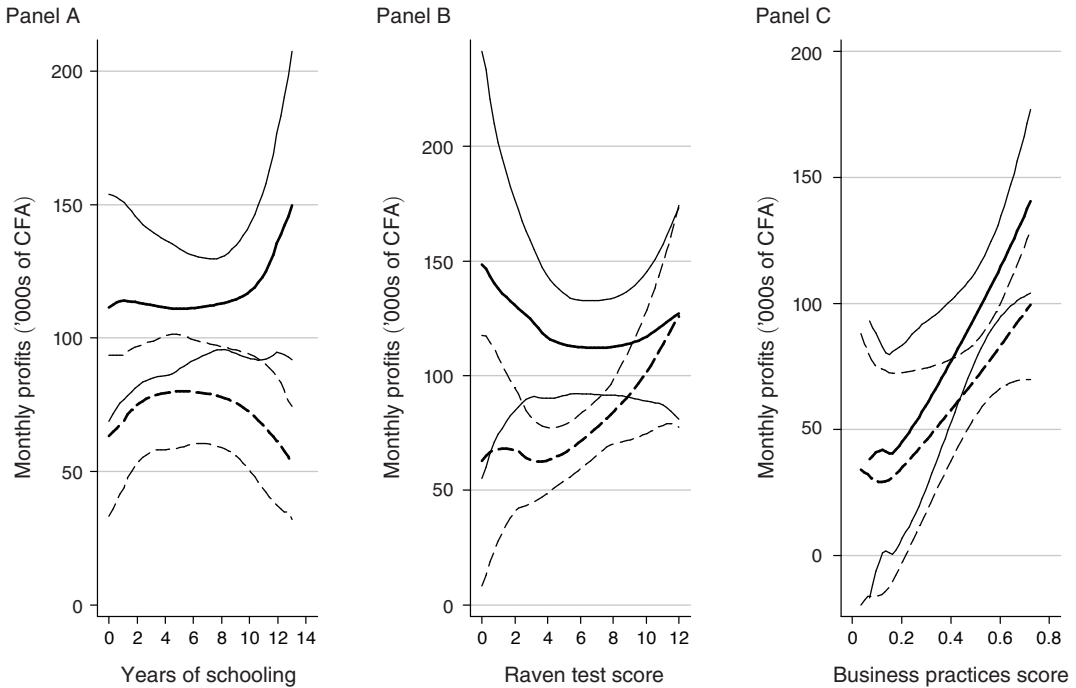 Panel A
Monthly profits ('000s of CFA)
200
150
100
50
0
0 2 4 6 8 10 12 14
Years of schooling
Panel B
Monthly profits ('000s of CFA)
200
150
100
50
0
0 2 4 6 8 10 12
Raven test score
Panel C
Monthly profits ('000s of CFA)
200
150
100
50
0
0 0.2 0.4 0.6 0.8
Business practices score